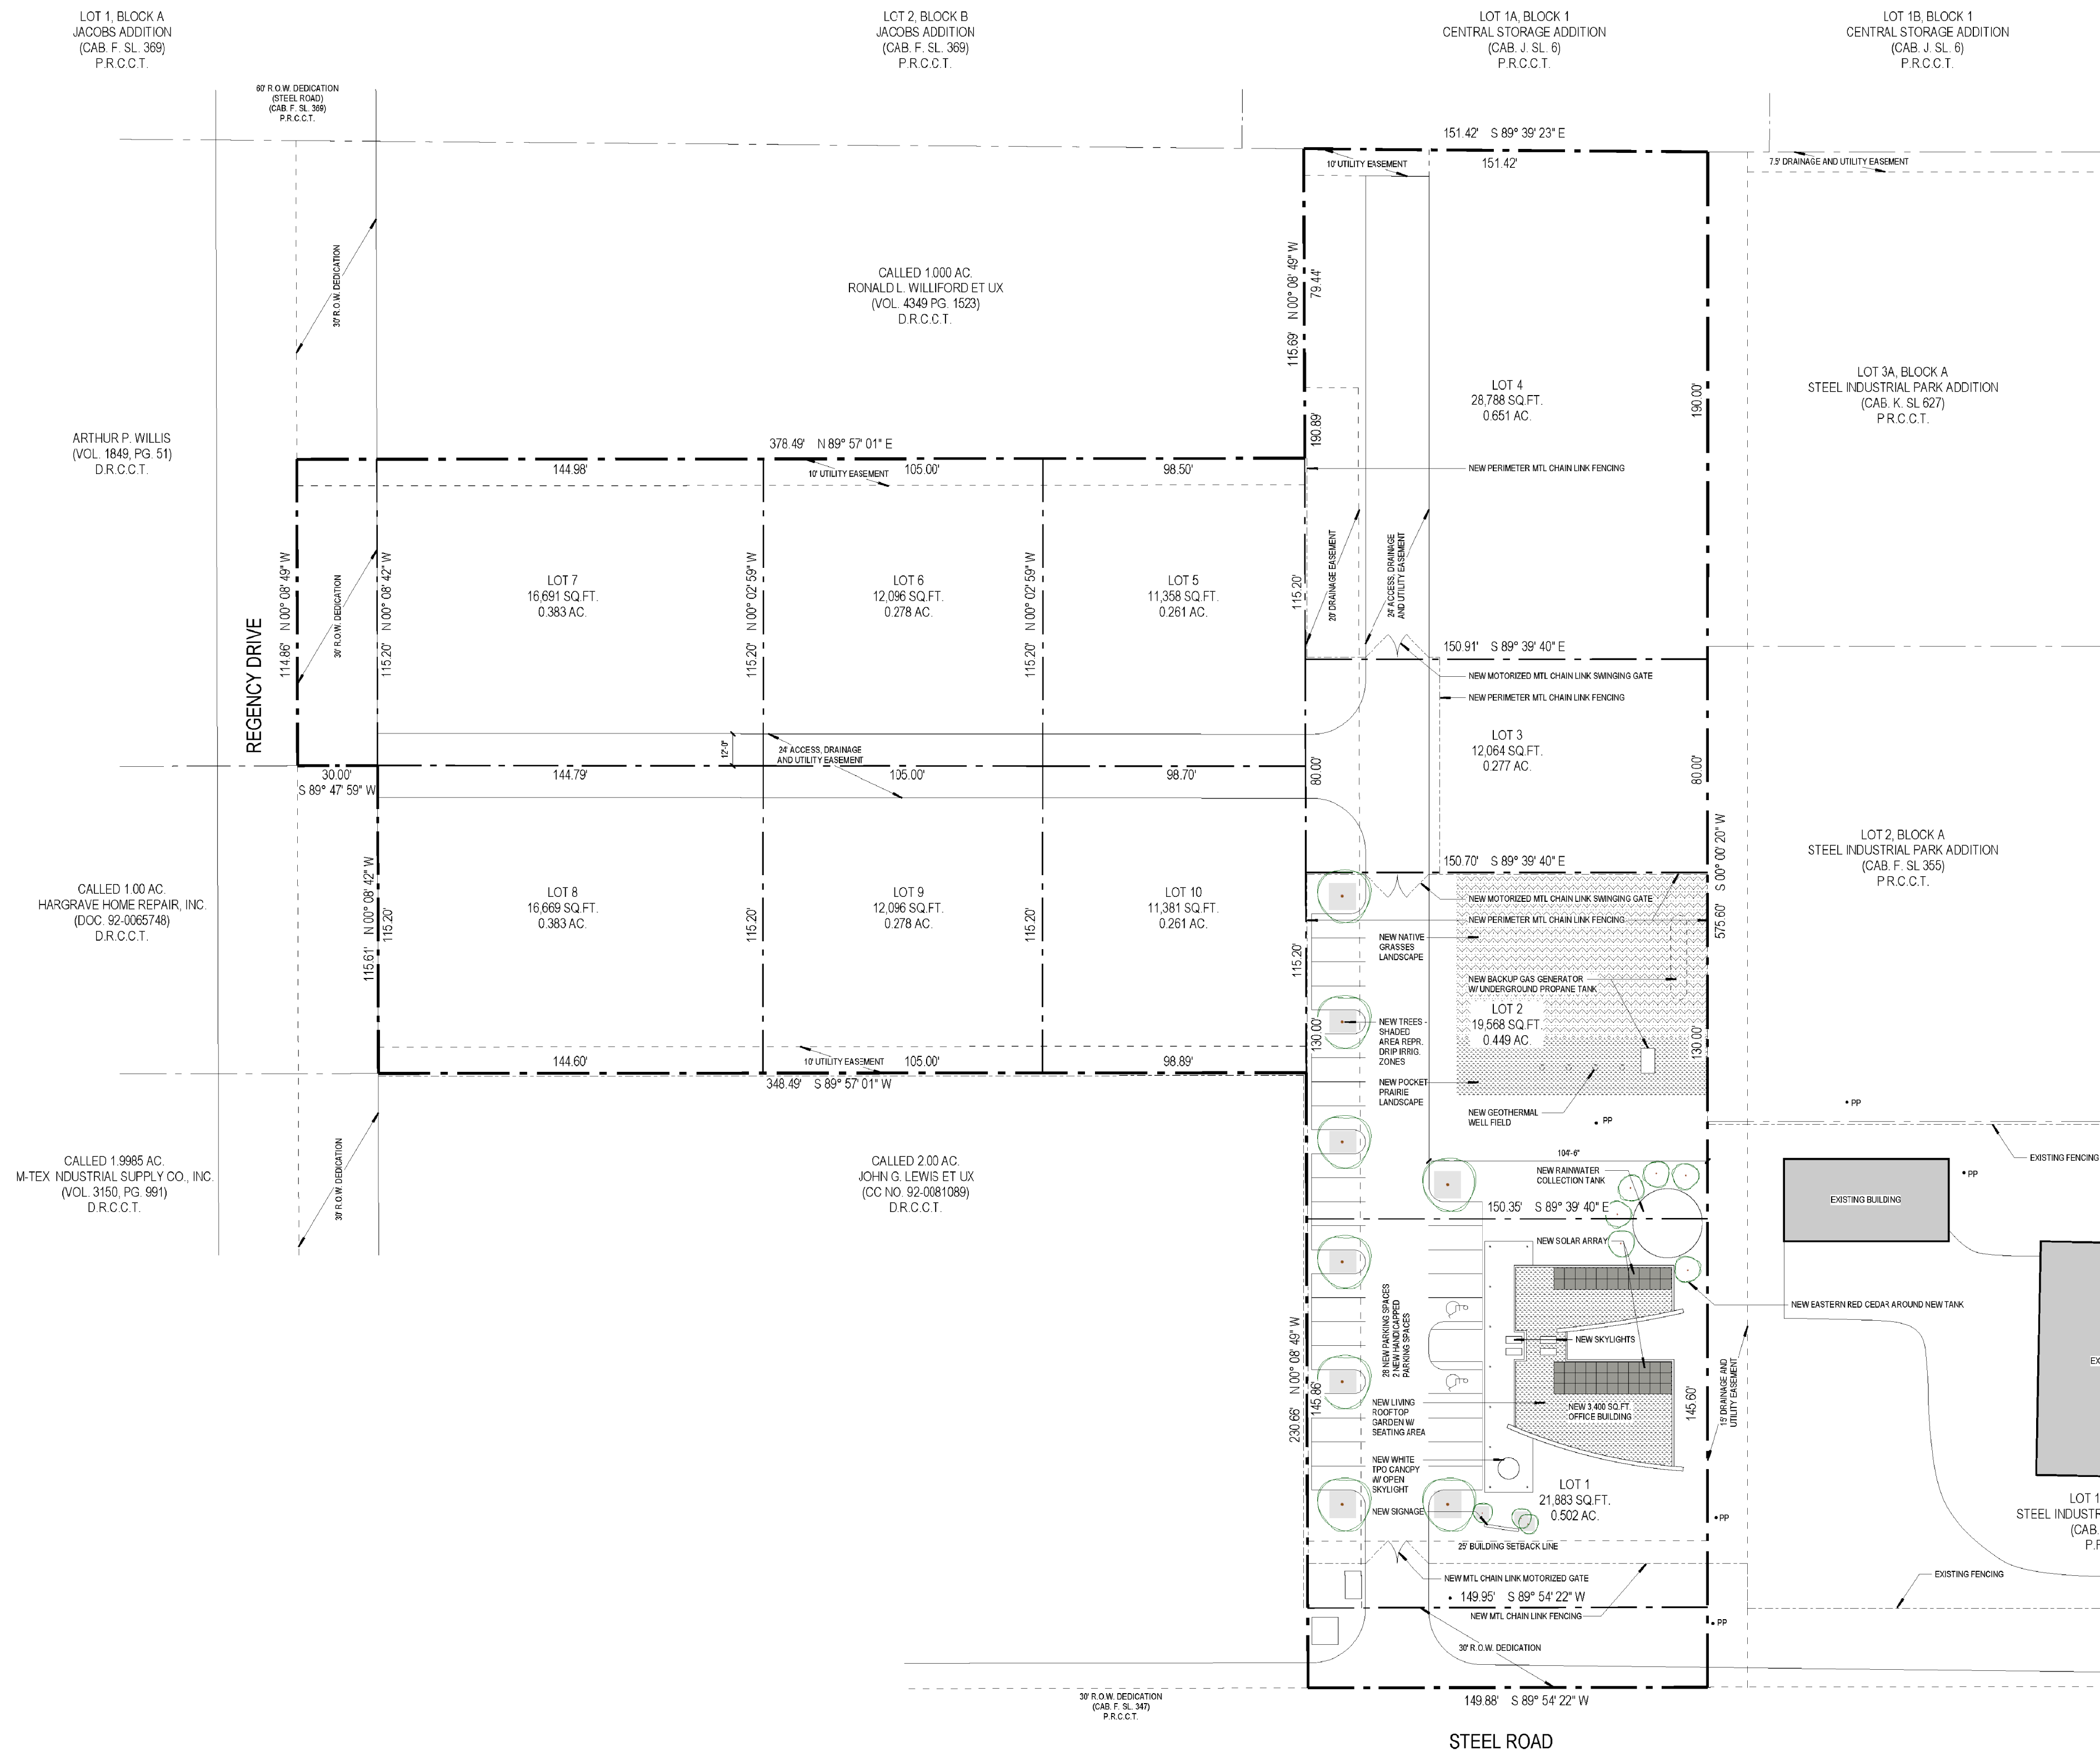 LOT 1, BLOCK A
JACOBS ADDITION
(CAB. F. SL. 369)
P.R.C.C.T.
LOT 2, BLOCK B
JACOBS ADDITION
(CAB. F. SL. 369)
P.R.C.C.T.
LOT 1A, BLOCK 1
CENTRAL STORAGE ADDITION
(CAB. J. SL. 6)
P.R.C.C.T.
LOT 1B, BLOCK 1
CENTRAL STORAGE ADDITION
(CAB. J. SL. 6)
P.R.C.C.T.
60' R.O.W. DEDICATION
(STEEL ROAD)
(CAB. F. SL. 369)
P.R.C.C.T.
151.42' S 89° 39' 23" E
151.42'
10' UTILITY EASEMENT
7.5' DRAINAGE AND UTILITY EASEMENT
30' R.O.W. DEDICATION
CALLED 1.000 AC.
RONALD L. WILLIFORD ET UX
(VOL. 4349 PG. 1523)
D.R.C.C.T.
115.69' N 00° 08' 49" W
79.44'
190.89'
LOT 4
28,788 SQ.FT.
0.651 AC.
190.00'
LOT 3A, BLOCK A
STEEL INDUSTRIAL PARK ADDITION
(CAB. K. SL 627)
P.R.C.C.T.
ARTHUR P. WILLIS
(VOL. 1849, PG. 51)
D.R.C.C.T.
378.49' N 89° 57' 01" E
144.98'
10' UTILITY EASEMENT
105.00'
98.50'
NEW PERIMETER MTL CHAIN LINK FENCING
REGENCY DRIVE
114.86' N 00° 08' 49" W
30' R.O.W. DEDICATION
115.20' N 00° 08' 42" W
LOT 7
16,691 SQ.FT.
0.383 AC.
115.20' N 00° 02' 59" W
LOT 6
12,096 SQ.FT.
0.278 AC.
115.20' N 00° 02' 59" W
LOT 5
11,358 SQ.FT.
0.261 AC.
115.20'
20' DRAINAGE EASEMENT
24' ACCESS, DRAINAGE
AND UTILITY EASEMENT
150.91' S 89° 39' 40" E
NEW MOTORIZED MTL CHAIN LINK SWINGING GATE
NEW PERIMETER MTL CHAIN LINK FENCING
LOT 3
12,064 SQ.FT.
0.277 AC.
80.00'
80.00'
12'-0"
24' ACCESS, DRAINAGE
AND UTILITY EASEMENT
30.00'
S 89° 47' 59" W
144.79'
105.00'
98.70'
575.60' S 00° 00' 20" W
LOT 2, BLOCK A
STEEL INDUSTRIAL PARK ADDITION
(CAB. F. SL 355)
P.R.C.C.T.
150.70' S 89° 39' 40" E
CALLED 1.00 AC.
HARGRAVE HOME REPAIR, INC.
(DOC. 92-0065748)
D.R.C.C.T.
115.61' N 00° 08' 42" W
115.20'
LOT 8
16,669 SQ.FT.
0.383 AC.
115.20'
LOT 9
12,096 SQ.FT.
0.278 AC.
115.20'
LOT 10
11,381 SQ.FT.
0.261 AC.
115.20'
NEW MOTORIZED MTL CHAIN LINK SWINGING GATE
NEW PERIMETER MTL CHAIN LINK FENCING
NEW NATIVE
GRASSES
LANDSCAPE
NEW BACKUP GAS GENERATOR
W/ UNDERGROUND PROPANE TANK
LOT 2
19,568 SQ.FT.
0.449 AC.
130.00'
130.00'
NEW TREES -
SHADED
AREA REPR.
DRIP IRRIG.
ZONES
NEW POCKET
PRAIRIE
LANDSCAPE
144.60'
10' UTILITY EASEMENT
105.00'
98.89'
348.49' S 89° 57' 01" W
NEW GEOTHERMAL
WELL FIELD
PP
PP
PP
EXISTING FENCING
104'-6"
CALLED 1.9985 AC.
M-TEX INDUSTRIAL SUPPLY CO., INC.
(VOL. 3150, PG. 991)
D.R.C.C.T.
30' R.O.W. DEDICATION
CALLED 2.00 AC.
JOHN G. LEWIS ET UX
(CC NO. 92-0081089)
D.R.C.C.T.
NEW RAINWATER
COLLECTION TANK
EXISTING BUILDING
150.35' S 89° 39' 40" E
NEW SOLAR ARRAY
NEW EASTERN RED CEDAR AROUND NEW TANK
NEW SKYLIGHTS
28 NEW PARKING SPACES
2 NEW HANDICAPPED
PARKING SPACES
230.66' N 00° 08' 49" W
145.86'
NEW LIVING
ROOFTOP
GARDEN W/
SEATING AREA
NEW 3,400 SQ.FT.
OFFICE BUILDING
145.60'
15' DRAINAGE AND
UTILITY EASEMENT
EX
NEW WHITE
TPO CANOPY
W/ OPEN
SKYLIGHT
NEW SIGNAGE
LOT 1
21,883 SQ.FT.
0.502 AC.
LOT 1
STEEL INDUSTR
(CAB.
P.F
PP
25' BUILDING SETBACK LINE
NEW MTL CHAIN LINK MOTORIZED GATE
EXISTING FENCING
149.95' S 89° 54' 22" W
NEW MTL CHAIN LINK FENCING
PP
30' R.O.W. DEDICATION
30' R.O.W. DEDICATION
(CAB. F. SL. 347)
P.R.C.C.T.
149.88' S 89° 54' 22" W
STEEL ROAD